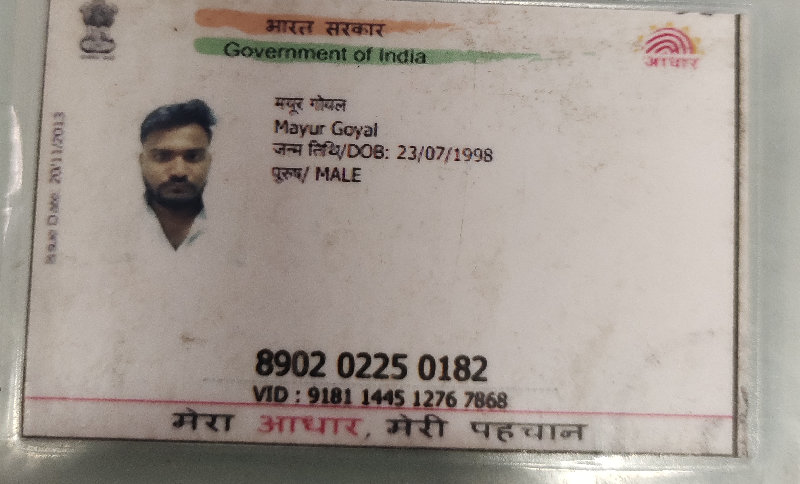 भारत सरकार
Government of India
आधार
Issue Date: 20/11/2013
मयूर गोयल
Mayur Goyal
जन्म तिथि/DOB: 23/07/1998
पुरुष/ MALE
8902 0225 0182
VID : 9181 1445 1276 7868
मेरा आधार, मेरी पहचान